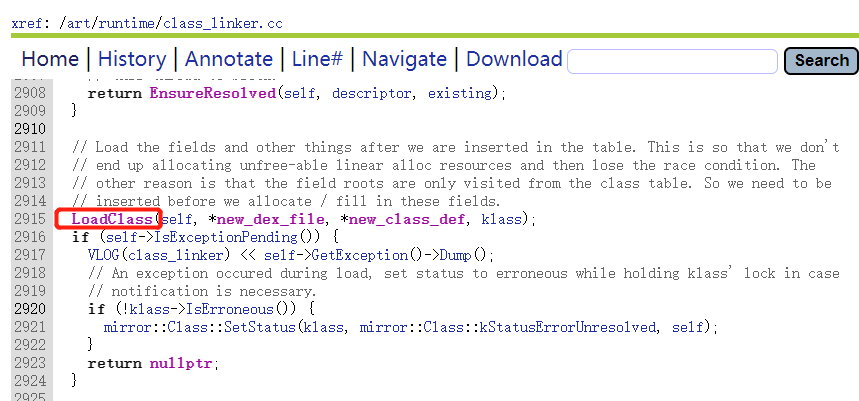 xref: /art/runtime/class_linker.cc
Home | History | Annotate | Line# | Navigate | Download Search
2908 return EnsureResolved(self, descriptor, existing);
2909 }
2910
2911 // Load the fields and other things after we are inserted in the table. This is so that we don't
2912 // end up allocating unfree-able linear alloc resources and then lose the race condition. The
2913 // other reason is that the field roots are only visited from the class table. So we need to be
2914 // inserted before we allocate / fill in these fields.
2915 LoadClass(self, *new_dex_file, *new_class_def, klass);
2916 if (self->IsExceptionPending()) {
2917 VLOG(class_linker) << self->GetException()->Dump();
2918 // An exception occured during load, set status to erroneous while holding klass' lock in case
2919 // notification is necessary.
2920 if (!klass->IsErroneous()) {
2921 mirror::Class::SetStatus(klass, mirror::Class::kStatusErrorUnresolved, self);
2922 }
2923 return nullptr;
2924 }
2925